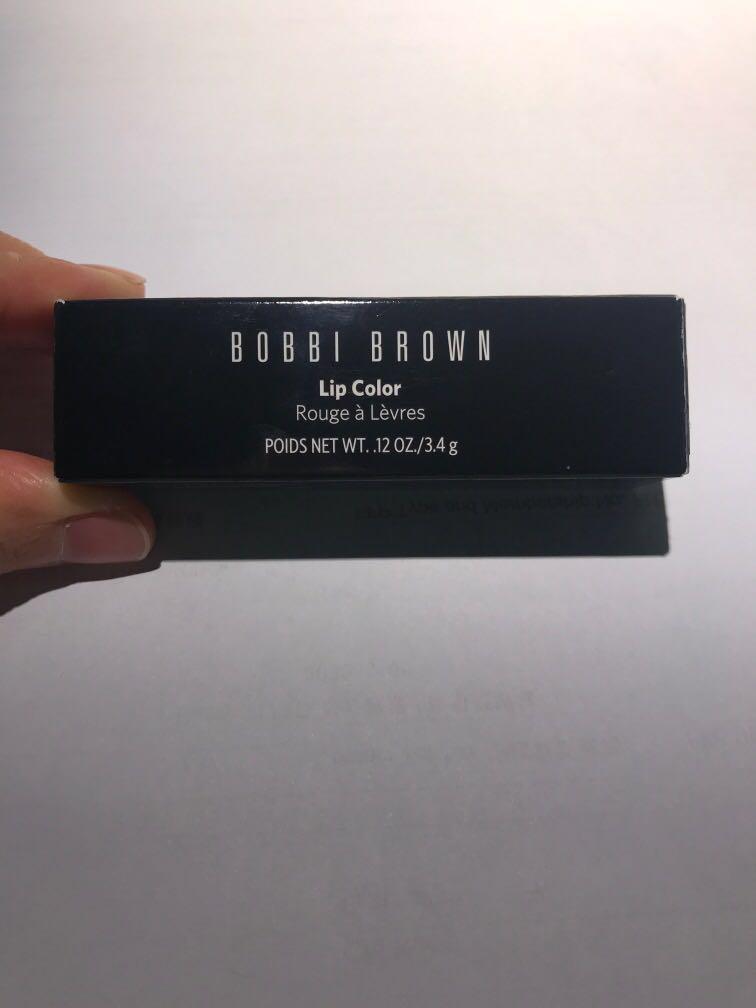 BOBBI BROWN
Lip Color
Rouge à Lèvres
POIDS NET WT. .12 OZ./3.4 g